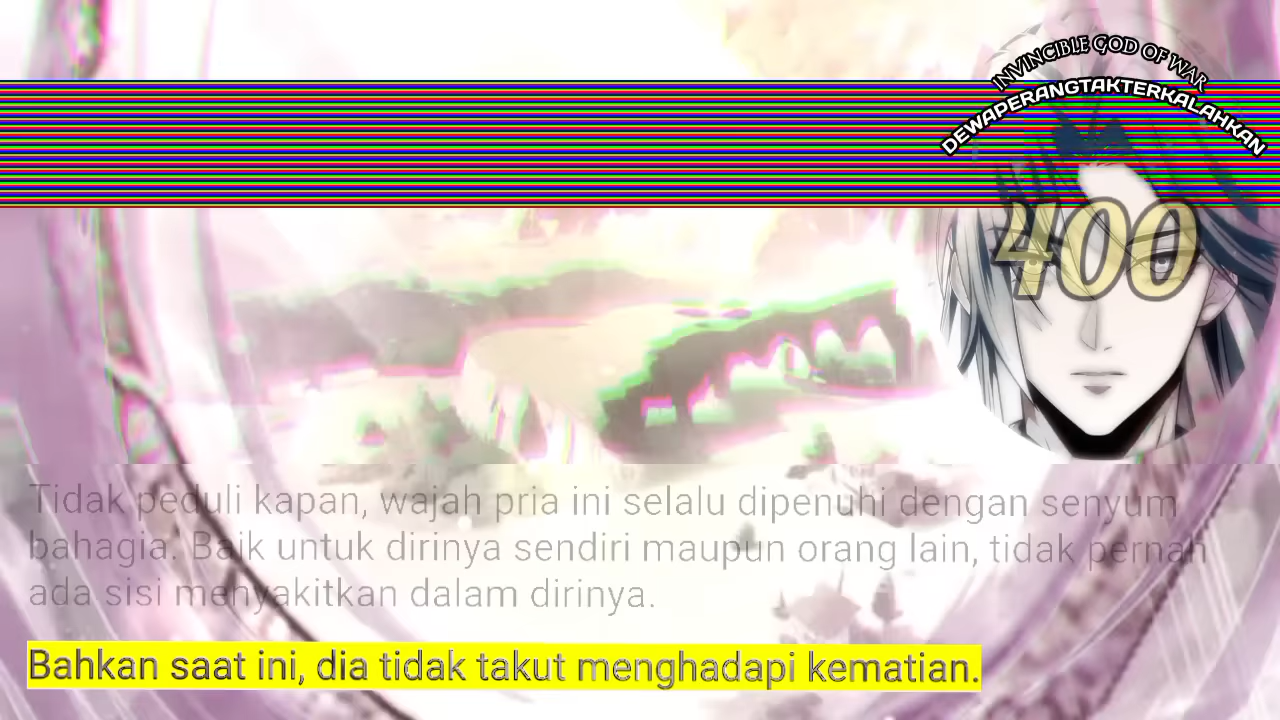 INVINCIBLE GOD OF WAR
DEWAPERANGTAKTERKALAHKAN
400
Tidak peduli kapan, wajah pria ini selalu dipenuhi dengan senyum
bahagia. Baik untuk dirinya sendiri maupun orang lain, tidak pernah
ada sisi menyakitkan dalam dirinya.
Bahkan saat ini, dia tidak takut menghadapi kematian.